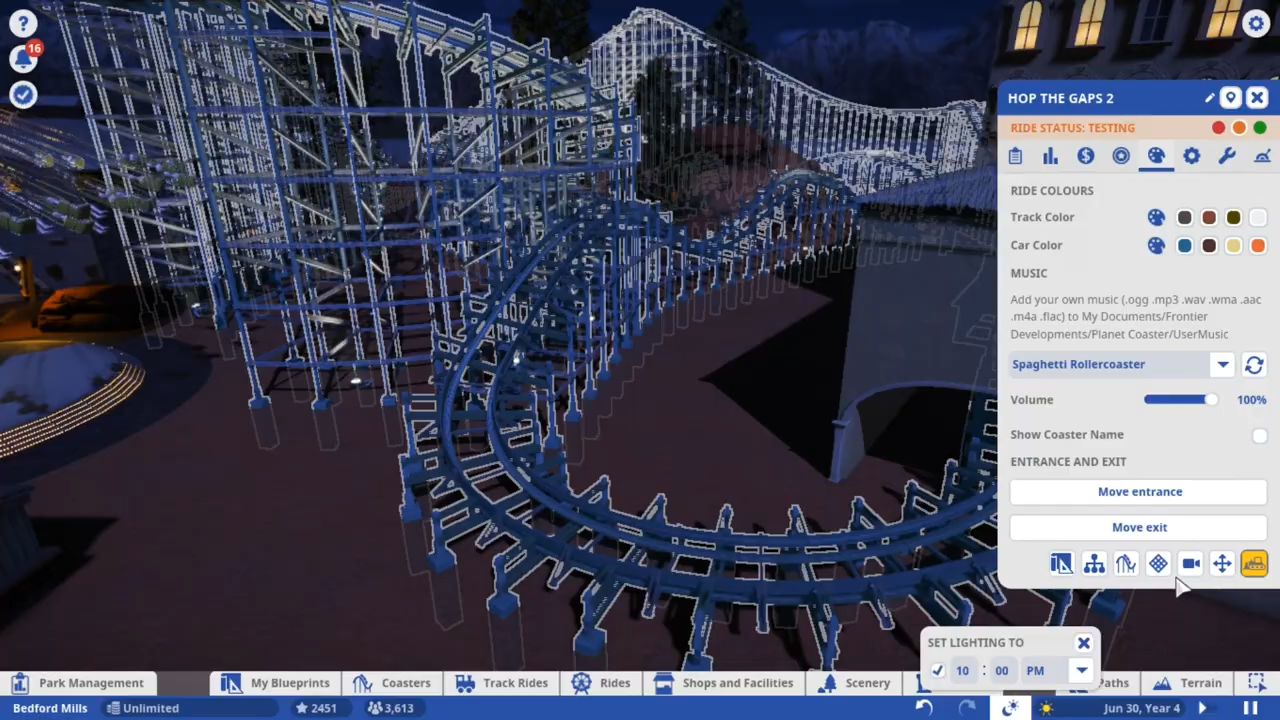 16
HOP THE GAPS 2
RIDE STATUS: TESTING
RIDE COLOURS
Track Color
Car Color
MUSIC
Add your own music (.ogg .mp3 .wav .wma .aac
.m4a .flac) to My Documents/Frontier
Developments/Planet Coaster/UserMusic
Spaghetti Rollercoaster
Volume 100%
Show Coaster Name
ENTRANCE AND EXIT
Move entrance
Move exit
SET LIGHTING TO
10 : 00 PM
Park Management My Blueprints Coasters Track Rides Rides Shops and Facilities Scenery Paths Terrain
Bedford Mills Unlimited 2451 3,613 Jun 30, Year 4